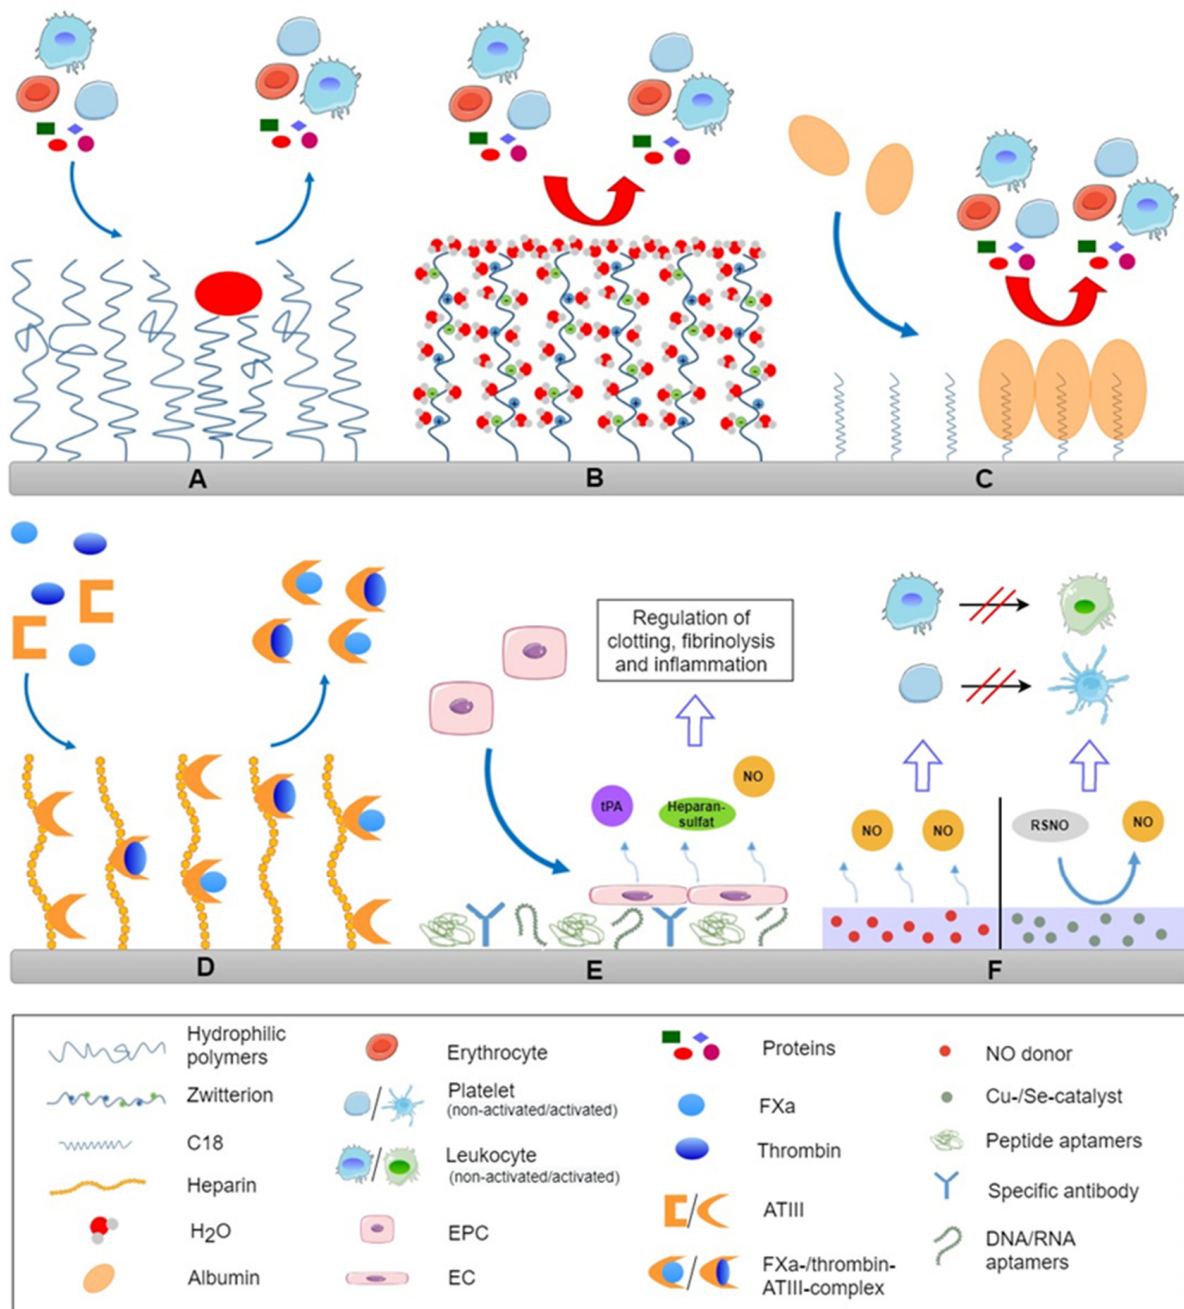 A
B
C
Regulation of
clotting, fibrinolysis
and inflammation
tPA
Heparan-
sulfat
NO
NO
NO
RSNO
NO
D
E
F
Hydrophilic
polymers
Zwitterion
C18
Heparin
H2O
Albumin
Erythrocyte
Platelet
(non-activated/activated)
Leukocyte
(non-activated/activated)
EPC
EC
Proteins
FXa
Thrombin
ATIII
FXa-/thrombin-
ATIII-complex
NO donor
Cu-/Se-catalyst
Peptide aptamers
Specific antibody
DNA/RNA
aptamers